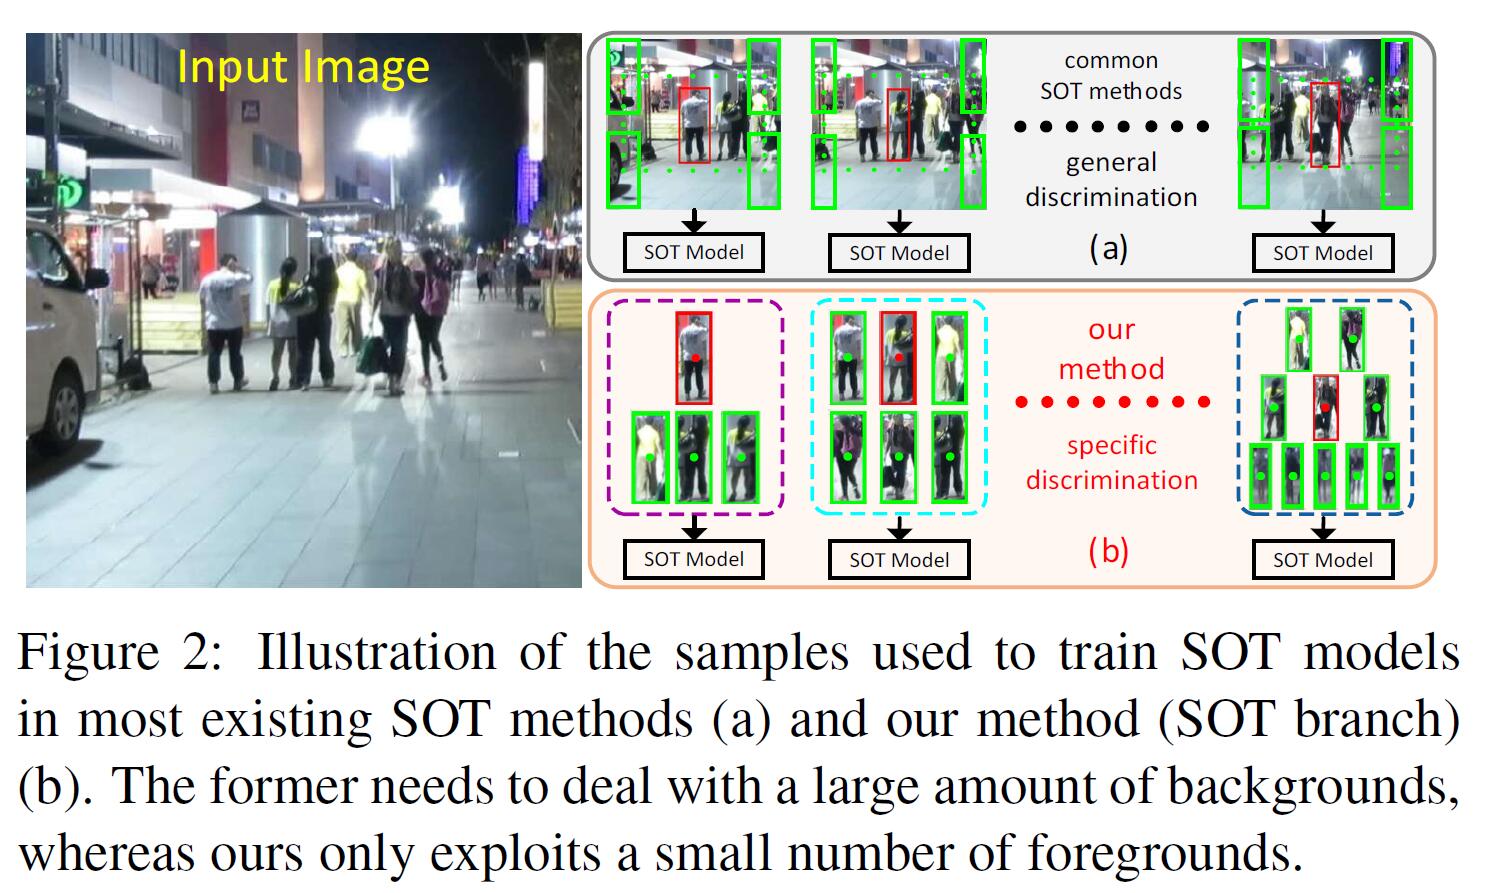 Input Image
common
SOT methods
general
discrimination
(a)
SOT Model
SOT Model
SOT Model
our
method
specific
discrimination
(b)
SOT Model
SOT Model
SOT Model
Figure 2: Illustration of the samples used to train SOT models
in most existing SOT methods (a) and our method (SOT branch)
(b). The former needs to deal with a large amount of backgrounds,
whereas ours only exploits a small number of foregrounds.